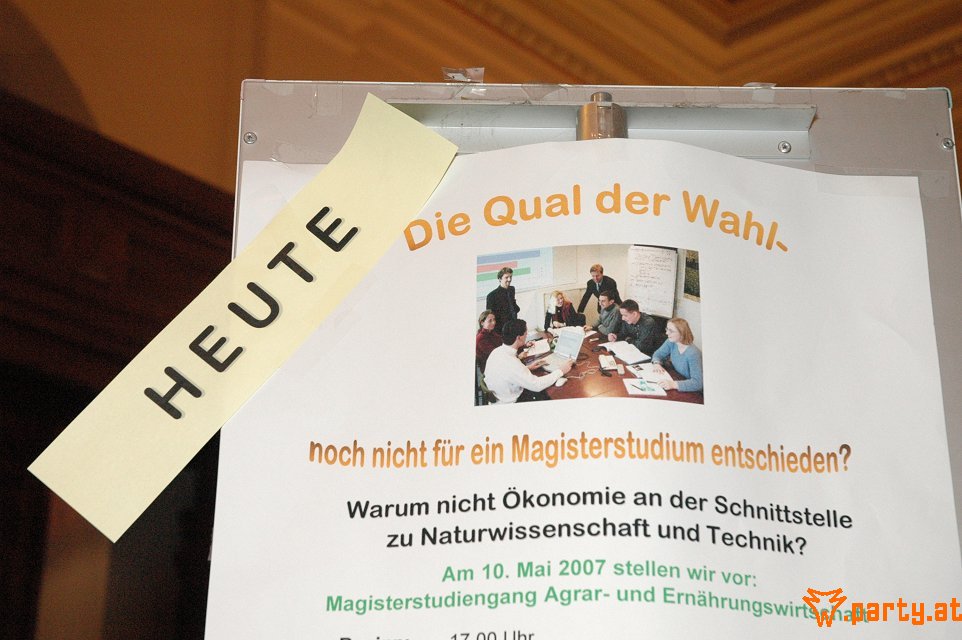 HEUTE
Die Qual der Wahl-
noch nicht für ein Magisterstudium entschieden?
Warum nicht Ökonomie an der Schnittstelle
zu Naturwissenschaft und Technik?
Am 10. Mai 2007 stellen wir vor:
Magisterstudiengang Agrar- und Ernährungswirtschaft
17.00 Uhr
party.at